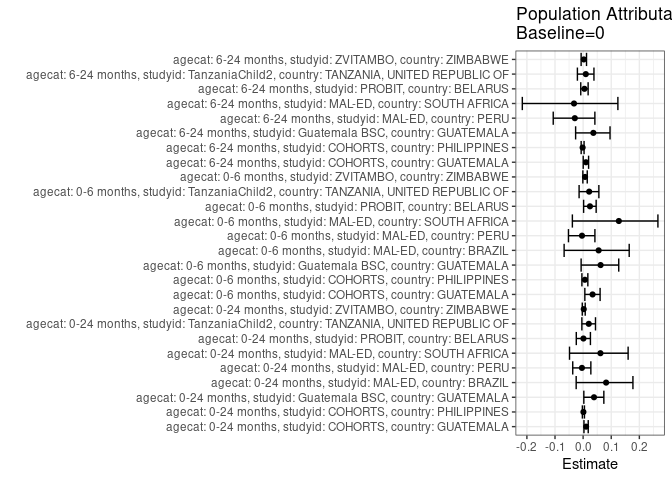 Population Attributa
Baseline=0
agecat: 6-24 months, studyid: ZVITAMBO, country: ZIMBABWE
agecat: 6-24 months, studyid: TanzaniaChild2, country: TANZANIA, UNITED REPUBLIC OF
agecat: 6-24 months, studyid: PROBIT, country: BELARUS
agecat: 6-24 months, studyid: MAL-ED, country: SOUTH AFRICA
agecat: 6-24 months, studyid: MAL-ED, country: PERU
agecat: 6-24 months, studyid: Guatemala BSC, country: GUATEMALA
agecat: 6-24 months, studyid: COHORTS, country: PHILIPPINES
agecat: 6-24 months, studyid: COHORTS, country: GUATEMALA
agecat: 0-6 months, studyid: ZVITAMBO, country: ZIMBABWE
agecat: 0-6 months, studyid: TanzaniaChild2, country: TANZANIA, UNITED REPUBLIC OF
agecat: 0-6 months, studyid: PROBIT, country: BELARUS
agecat: 0-6 months, studyid: MAL-ED, country: SOUTH AFRICA
agecat: 0-6 months, studyid: MAL-ED, country: PERU
agecat: 0-6 months, studyid: MAL-ED, country: BRAZIL
agecat: 0-6 months, studyid: Guatemala BSC, country: GUATEMALA
agecat: 0-6 months, studyid: COHORTS, country: PHILIPPINES
agecat: 0-6 months, studyid: COHORTS, country: GUATEMALA
agecat: 0-24 months, studyid: ZVITAMBO, country: ZIMBABWE
agecat: 0-24 months, studyid: TanzaniaChild2, country: TANZANIA, UNITED REPUBLIC OF
agecat: 0-24 months, studyid: PROBIT, country: BELARUS
agecat: 0-24 months, studyid: MAL-ED, country: SOUTH AFRICA
agecat: 0-24 months, studyid: MAL-ED, country: PERU
agecat: 0-24 months, studyid: MAL-ED, country: BRAZIL
agecat: 0-24 months, studyid: Guatemala BSC, country: GUATEMALA
agecat: 0-24 months, studyid: COHORTS, country: PHILIPPINES
agecat: 0-24 months, studyid: COHORTS, country: GUATEMALA
-0.2 -0.1 0.0 0.1 0.2
Estimate